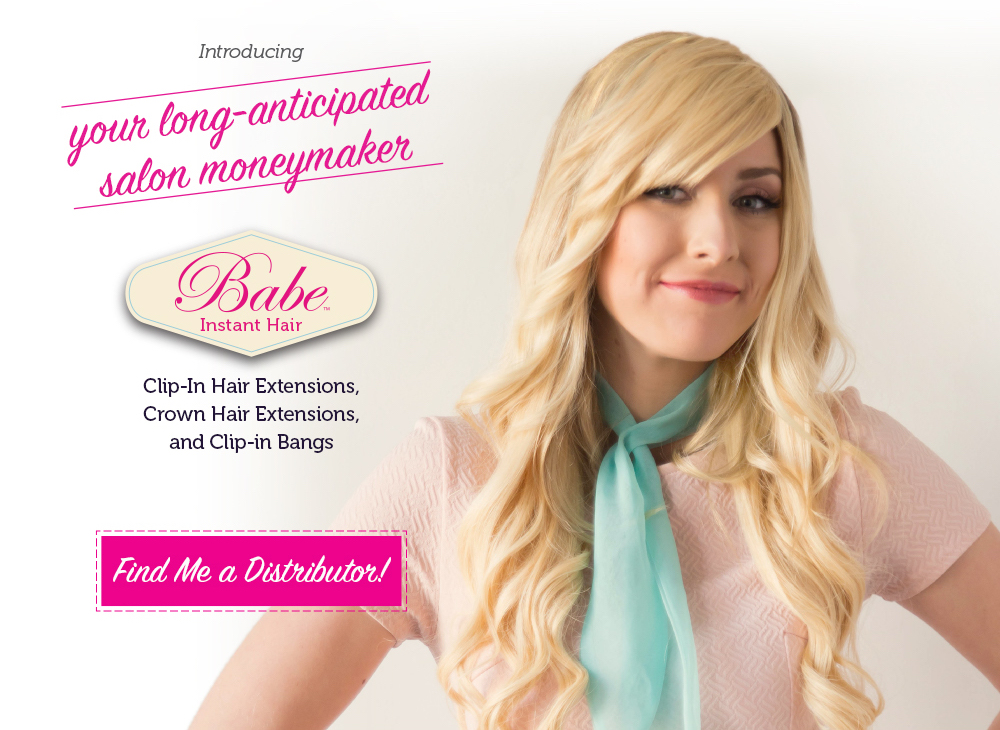 Introducing
your long-anticipated
salon moneymaker
Babe™
Instant Hair
Clip-In Hair Extensions,
Crown Hair Extensions,
and Clip-in Bangs
Find Me a Distributor!